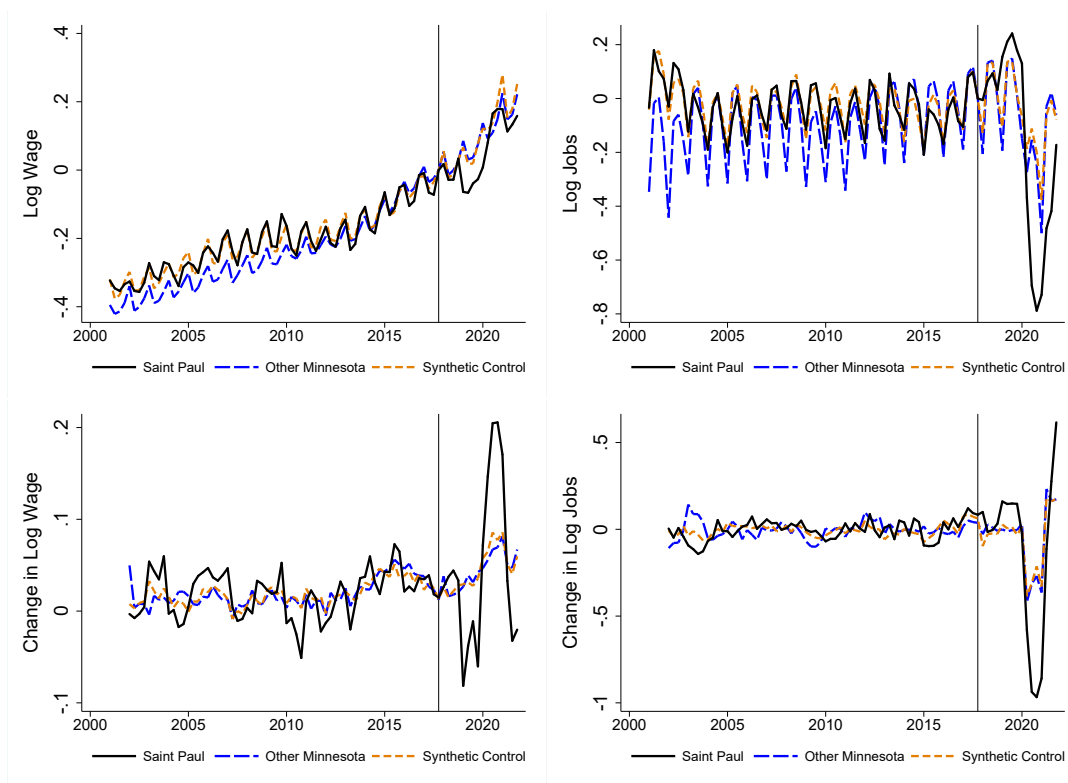 Log Wage
.4
.2
0
-.2
-.4
2000 2005 2010 2015 2020
Saint Paul Other Minnesota Synthetic Control
Log Jobs
.2
0
-.2
-.4
-.6
-.8
2000 2005 2010 2015 2020
Saint Paul Other Minnesota Synthetic Control
Change in Log Wage
.2
.1
0
-.1
2000 2005 2010 2015 2020
Saint Paul Other Minnesota Synthetic Control
Change in Log Jobs
.5
0
-.5
-1
2000 2005 2010 2015 2020
Saint Paul Other Minnesota Synthetic Control